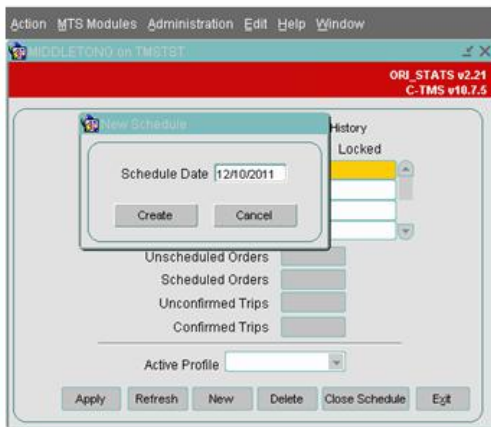 Action MTS Modules Administration Edit Help Window
MIDDLETONG on TMSTST
ORI_STATS v2.21
C-TMS v10.7.5
New Schedule
History
Locked
Schedule Date 12/10/2011
Create Cancel
Unscheduled Orders
Scheduled Orders
Unconfirmed Trips
Confirmed Trips
Active Profile
Apply Refresh New Delete Close Schedule Exit